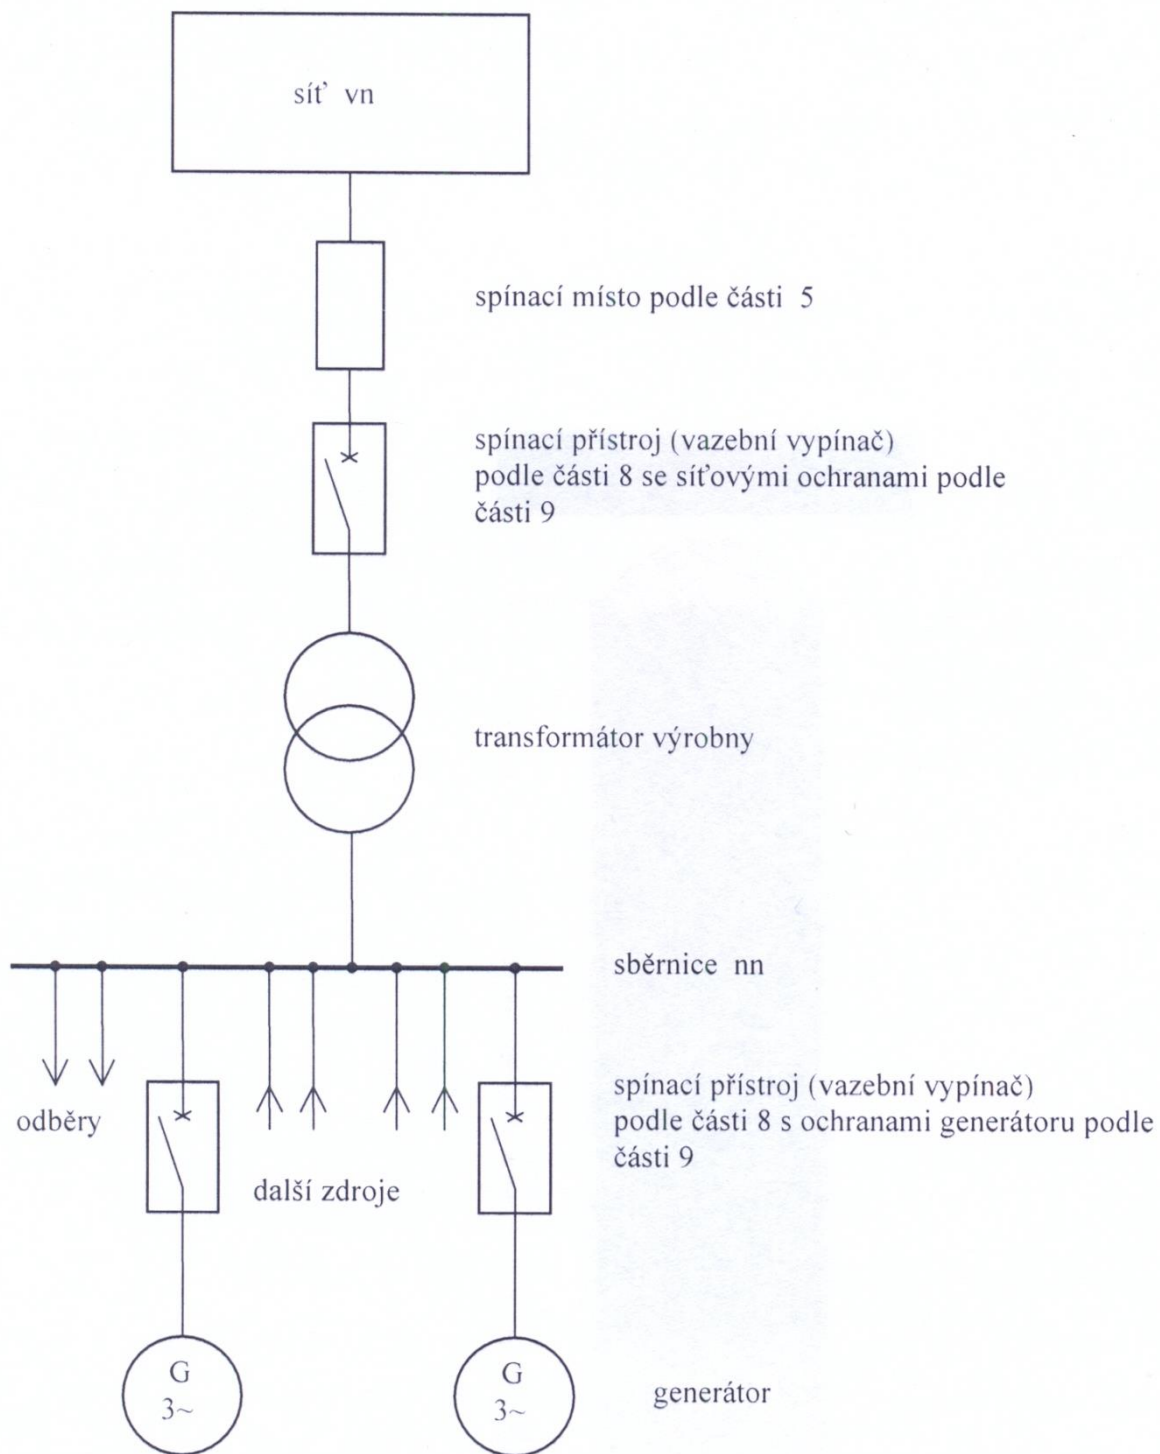 síť vn
spínací místo podle části 5
spínací přístroj (vazební vypínač)
podle části 8 se síťovými ochranami podle
části 9
transformátor výrobny
sběrnice nn
odběry
další zdroje
spínací přístroj (vazební vypínač)
podle části 8 s ochranami generátoru podle
části 9
G
3~
G
3~
generátor